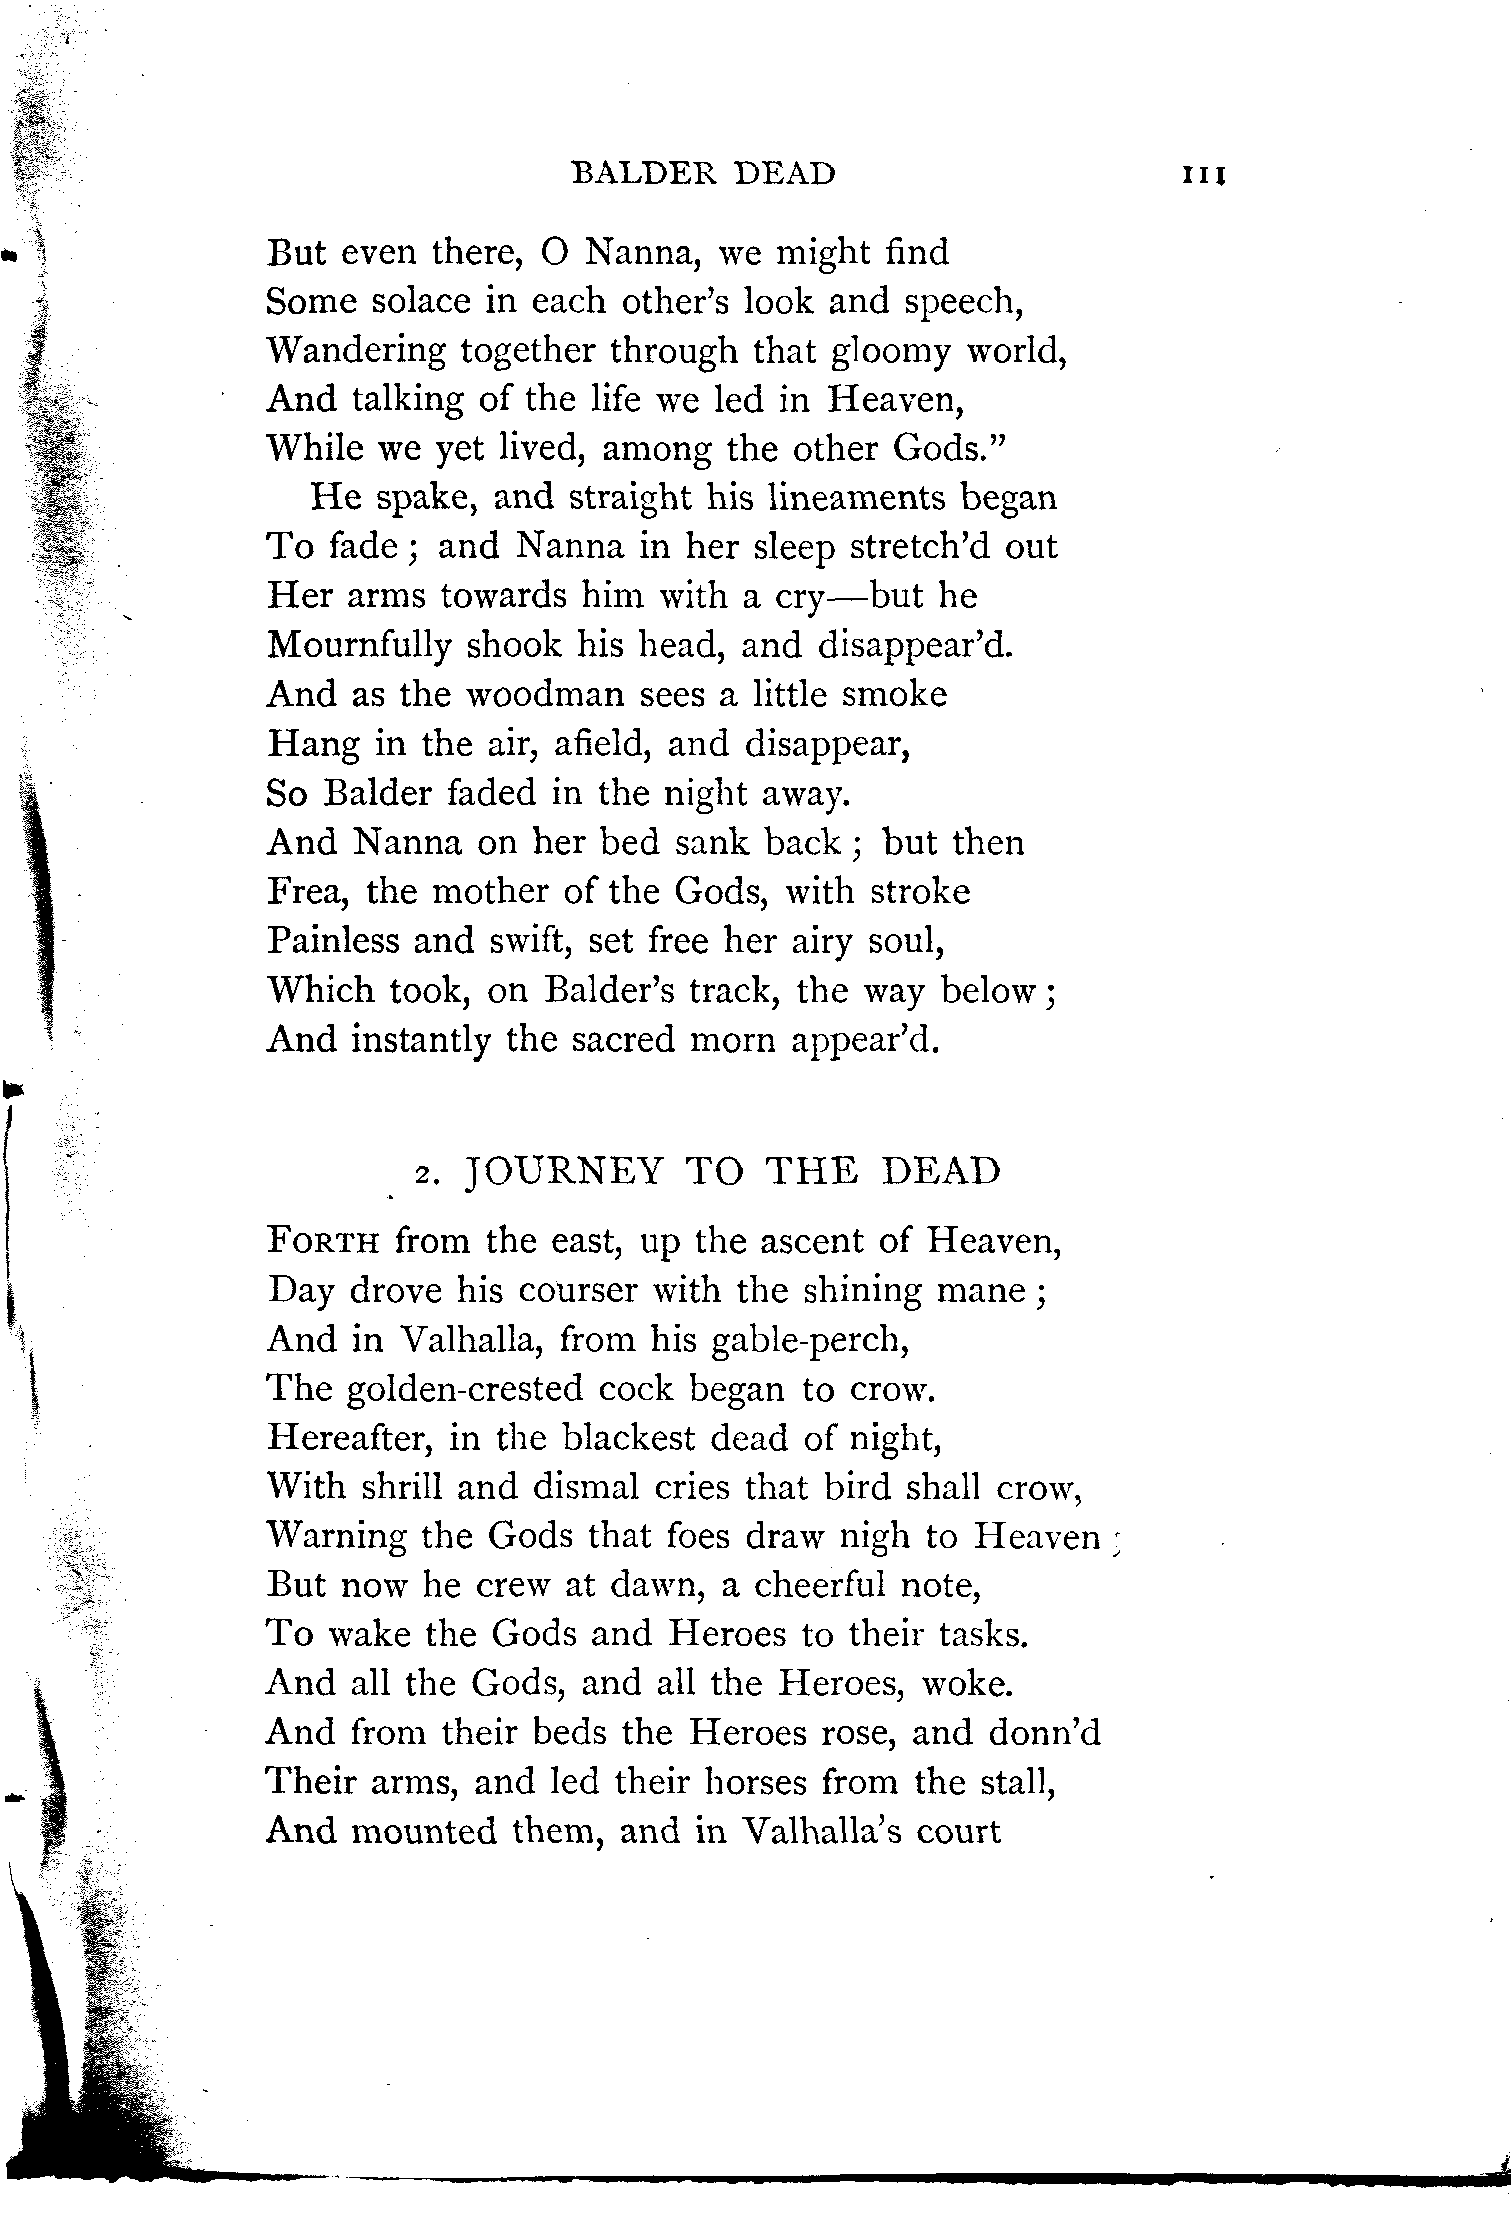 BALDER DEAD 111
But even there, O Nanna, we might find
Some solace in each other's look and speech,
Wandering together through that gloomy world,
And talking of the life we led in Heaven,
While we yet lived, among the other Gods.”
He spake, and straight his lineaments began
To fade ; and Nanna in her sleep stretch'd out
Her arms towards him with a cry—but he
Mournfully shook his head, and disappear'd.
And as the woodman sees a little smoke
Hang in the air, afield, and disappear,
So Balder faded in the night away.
And Nanna on her bed sank back ; but then
Frea, the mother of the Gods, with stroke
Painless and swift, set free her airy soul,
Which took, on Balder's track, the way below ;
And instantly the sacred morn appear'd.
2. JOURNEY TO THE DEAD
FORTH from the east, up the ascent of Heaven,
Day drove his courser with the shining mane ;
And in Valhalla, from his gable-perch,
The golden-crested cock began to crow.
Hereafter, in the blackest dead of night,
With shrill and dismal cries that bird shall crow,
Warning the Gods that foes draw nigh to Heaven ;
But now he crew at dawn, a cheerful note,
To wake the Gods and Heroes to their tasks.
And all the Gods, and all the Heroes, woke.
And from their beds the Heroes rose, and donn'd
Their arms, and led their horses from the stall,
And mounted them, and in Valhalla's court